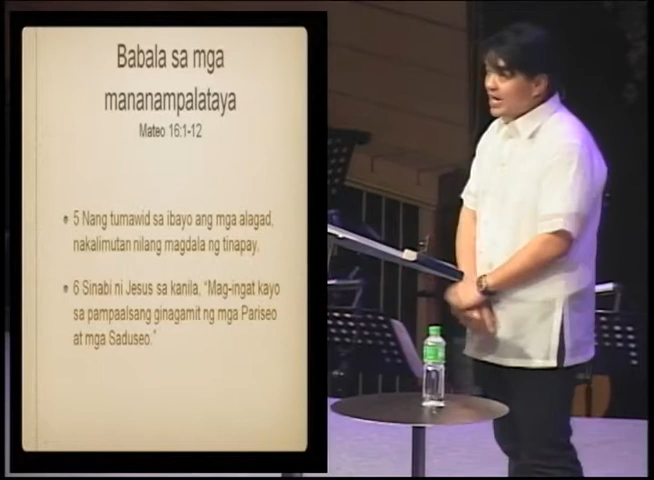 Babala sa mga
mananampalataya
Mateo 16:1-12
5 Nang tumawid sa ibayo ang mga alagad,
nakalimutan nilang magdala ng tinapay.
6 Sinabi ni Jesus sa kanila, "Mag-ingat kayo
sa pampaalsang ginagamit ng mga Pariseo
at mga Saduseo."